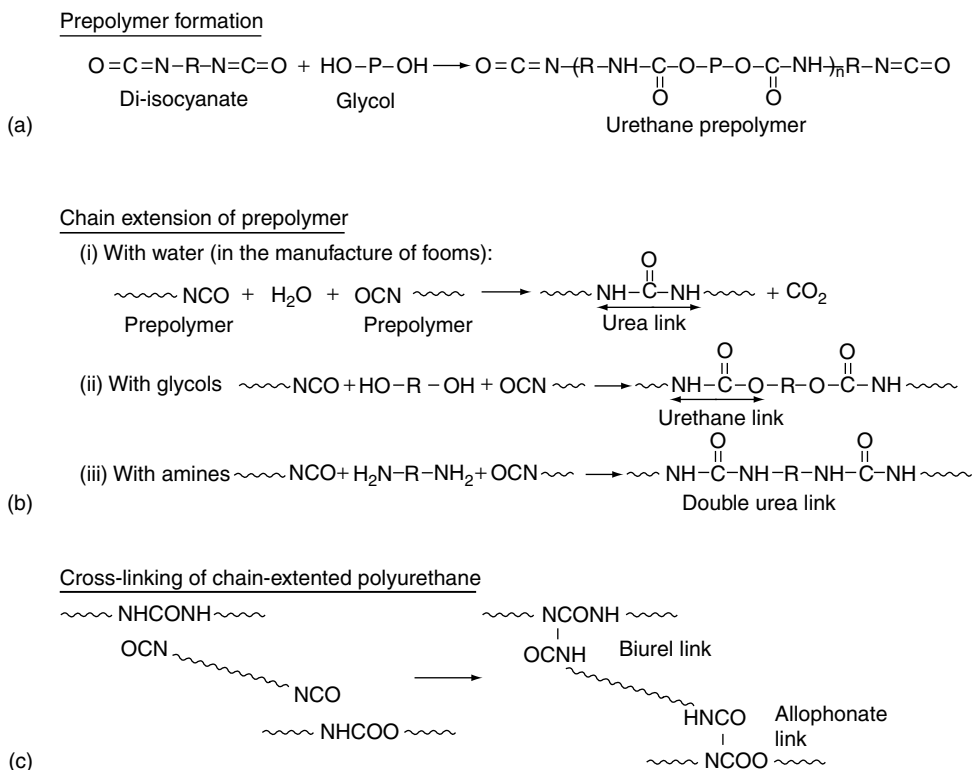 Prepolymer formation
O=C=N–R–N=C=O + HO–P–OH → O=C=N–(R–NH–C–O–P–O–C–NH)nR–N=C=O
O O
Di-isocyanate Glycol
Urethane prepolymer
(a)
Chain extension of prepolymer
(i) With water (in the manufacture of fooms):
O
NCO + H2O + OCN → NH–C–NH + CO2
Prepolymer Prepolymer Urea link
O O
(ii) With glycols NCO+HO–R–OH + OCN → NH–C–O–R–O–C–NH
Urethane link
O O
(iii) With amines NCO+H2N–R–NH2+OCN → NH–C–NH–R–NH–C–NH
Double urea link
(b)
Cross-linking of chain-extented polyurethane
NHCONH → NCONH
OCN OCNH Biurel link
NCO
HNCO Allophonate
NHCOO link
NCOO
(c)